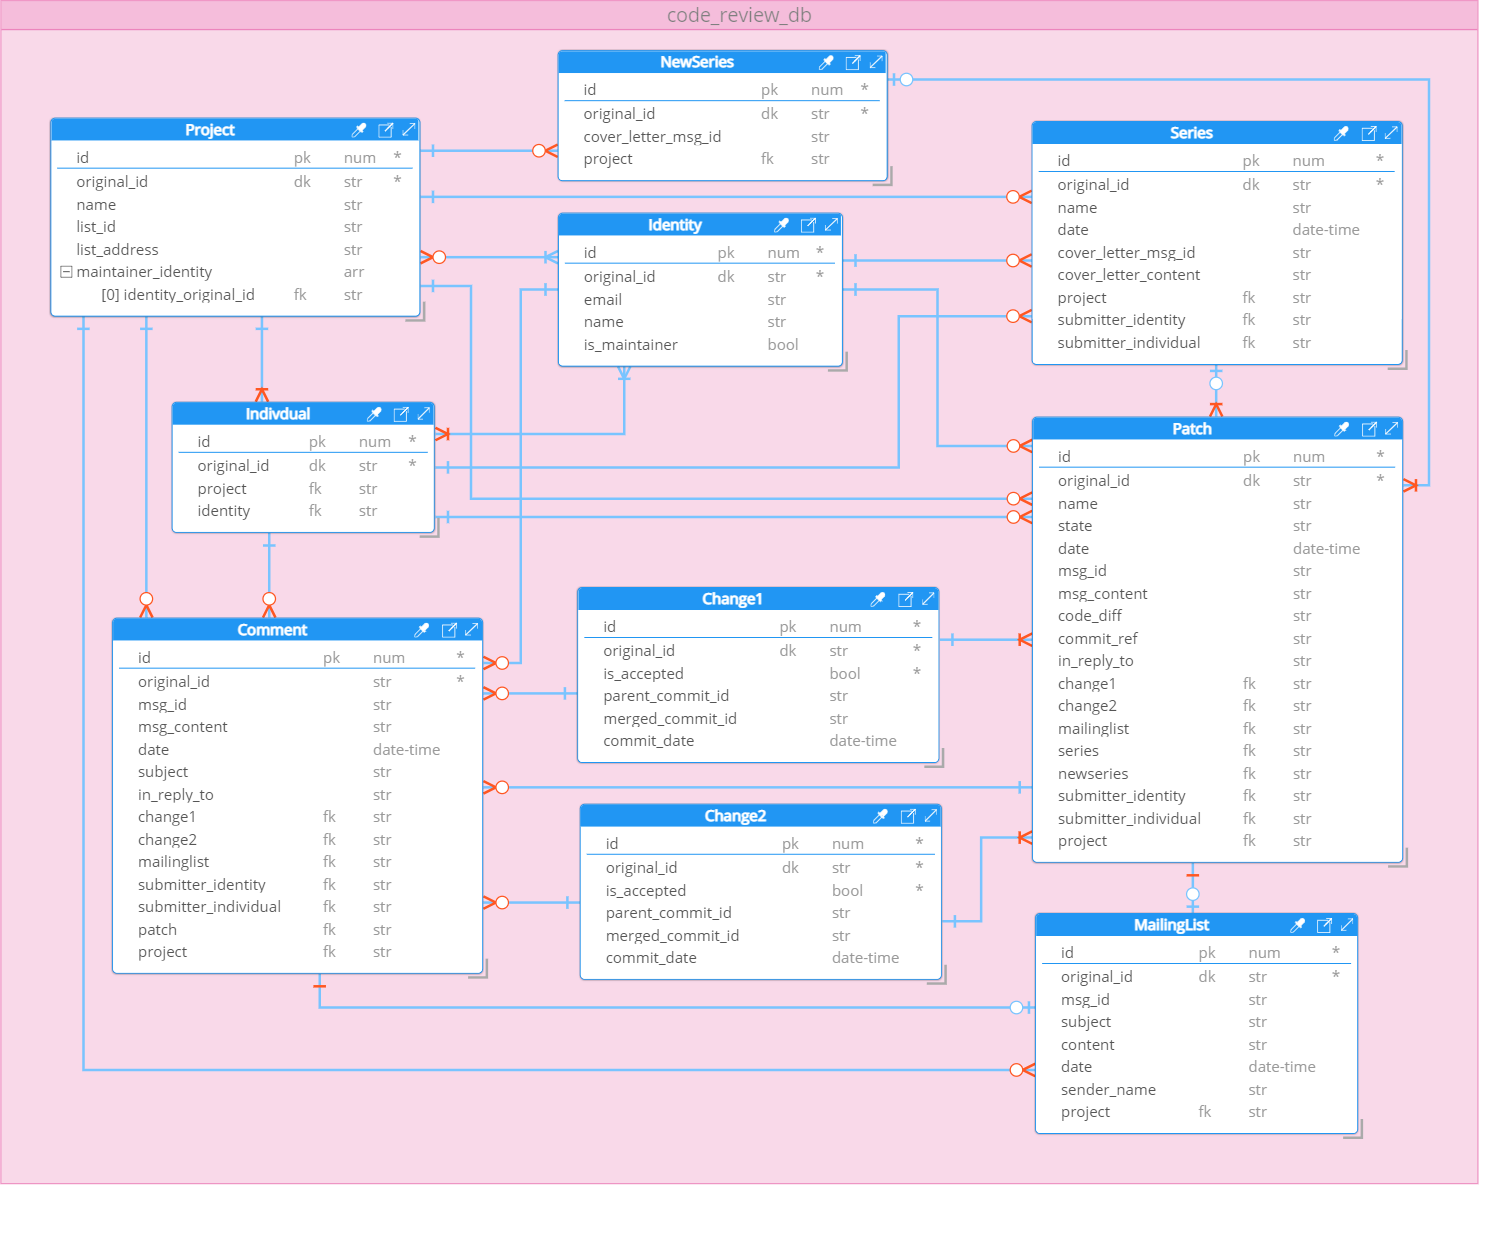 code_review_db
NewSeries
id pk num *
original_id dk str *
cover_letter_msg_id str
project fk str
Project
id pk num *
original_id dk str *
name str
list_id str
list_address str
maintainer_identity arr
[0] identity_original_id fk str
Series
id pk num *
original_id dk str *
name str
date date-time
cover_letter_msg_id str
cover_letter_content str
project fk str
submitter_identity fk str
submitter_individual fk str
Identity
id pk num *
original_id dk str *
email str
name str
is_maintainer bool
Indivdual
id pk num *
original_id dk str *
project fk str
identity fk str
Patch
id pk num *
original_id dk str *
name str
state str
date date-time
msg_id str
msg_content str
code_diff str
commit_ref str
in_reply_to str
change1 fk str
change2 fk str
mailinglist fk str
series fk str
newseries fk str
submitter_identity fk str
submitter_individual fk str
project fk str
Change1
id pk num *
original_id dk str *
is_accepted bool *
parent_commit_id str
merged_commit_id str
commit_date date-time
Comment
id pk num *
original_id str *
msg_id str
msg_content str
date date-time
subject str
in_reply_to str
change1 fk str
change2 fk str
mailinglist fk str
submitter_identity fk str
submitter_individual fk str
patch fk str
project fk str
Change2
id pk num *
original_id dk str *
is_accepted bool *
parent_commit_id str
merged_commit_id str
commit_date date-time
MailingList
id pk num *
original_id dk str *
msg_id str
subject str
content str
date date-time
sender_name str
project fk str